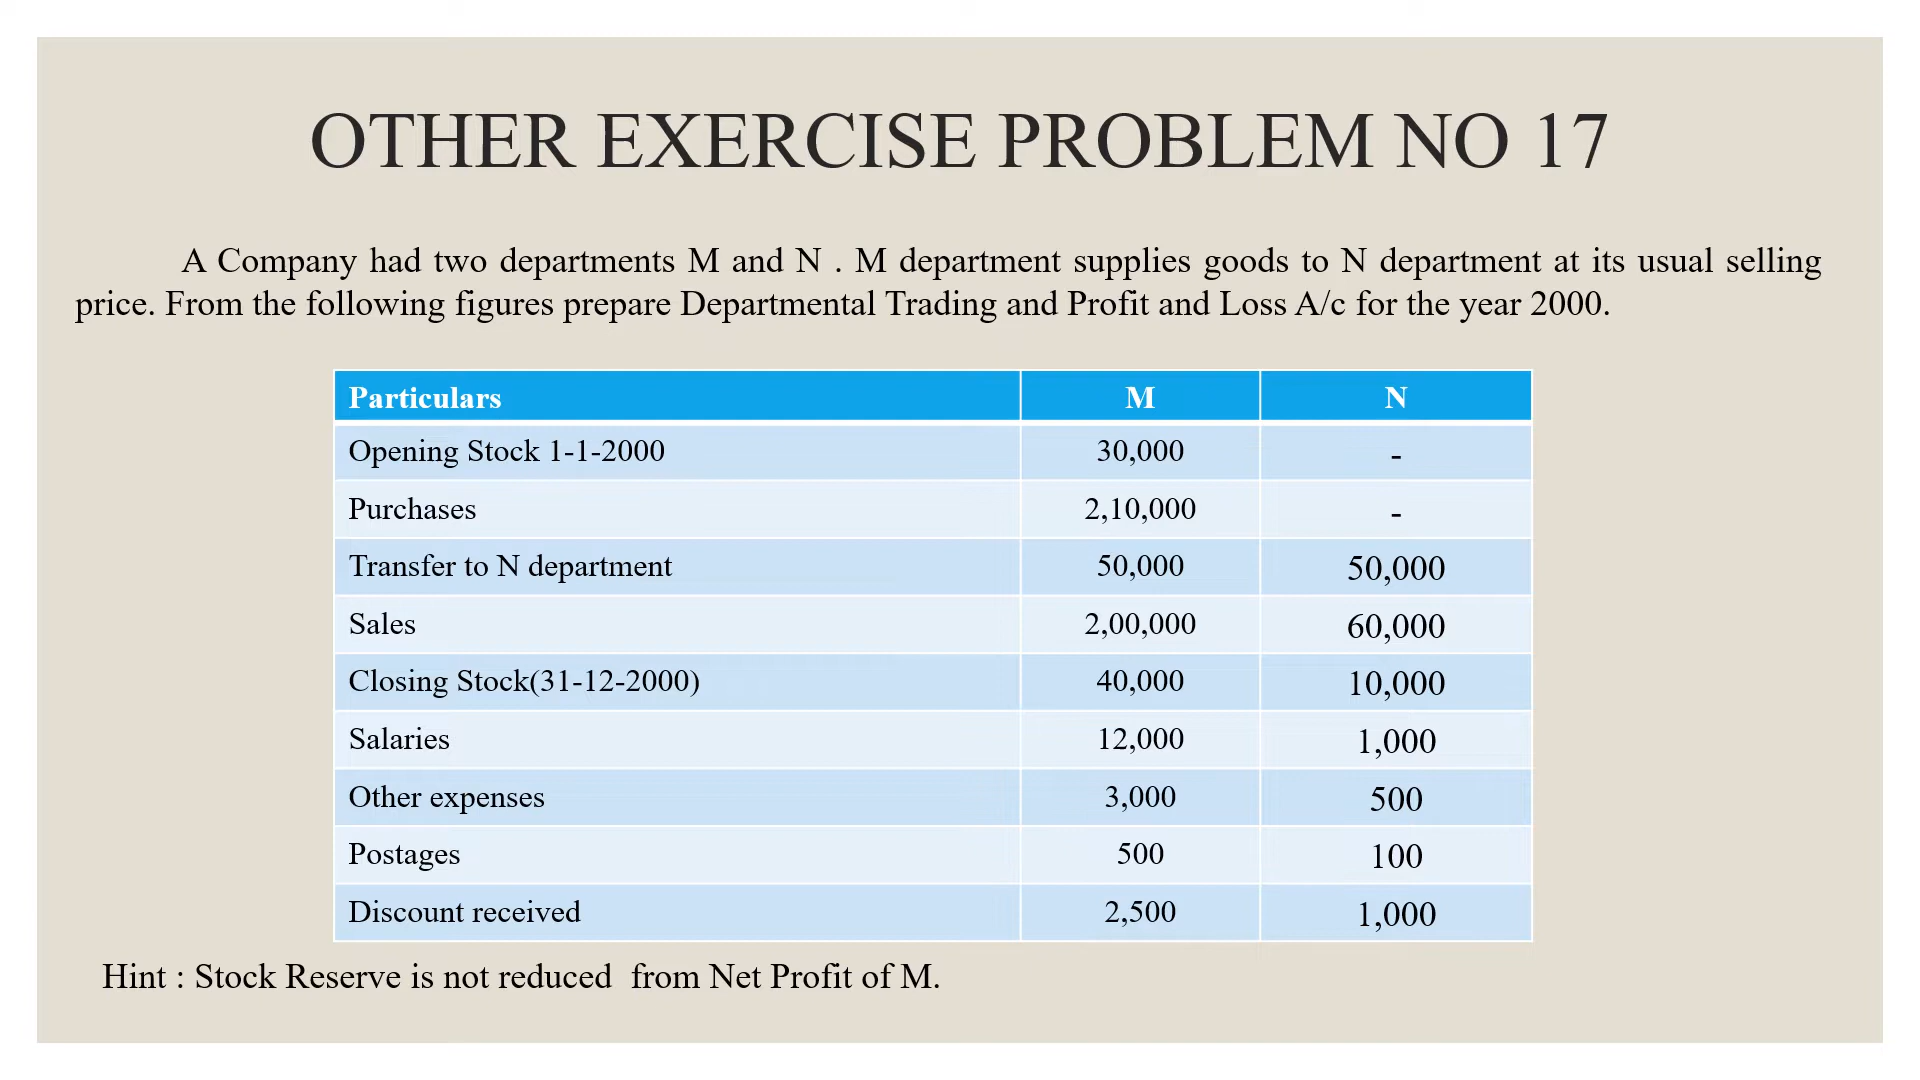 OTHER EXERCISE PROBLEM NO 17
A Company had two departments M and N . M department supplies goods to N department at its usual selling
price. From the following figures prepare Departmental Trading and Profit and Loss A/c for the year 2000.
Particulars M N
Opening Stock 1-1-2000 30,000 -
Purchases 2,10,000 -
Transfer to N department 50,000 50,000
Sales 2,00,000 60,000
Closing Stock(31-12-2000) 40,000 10,000
Salaries 12,000 1,000
Other expenses 3,000 500
Postages 500 100
Discount received 2,500 1,000
Hint : Stock Reserve is not reduced from Net Profit of M.